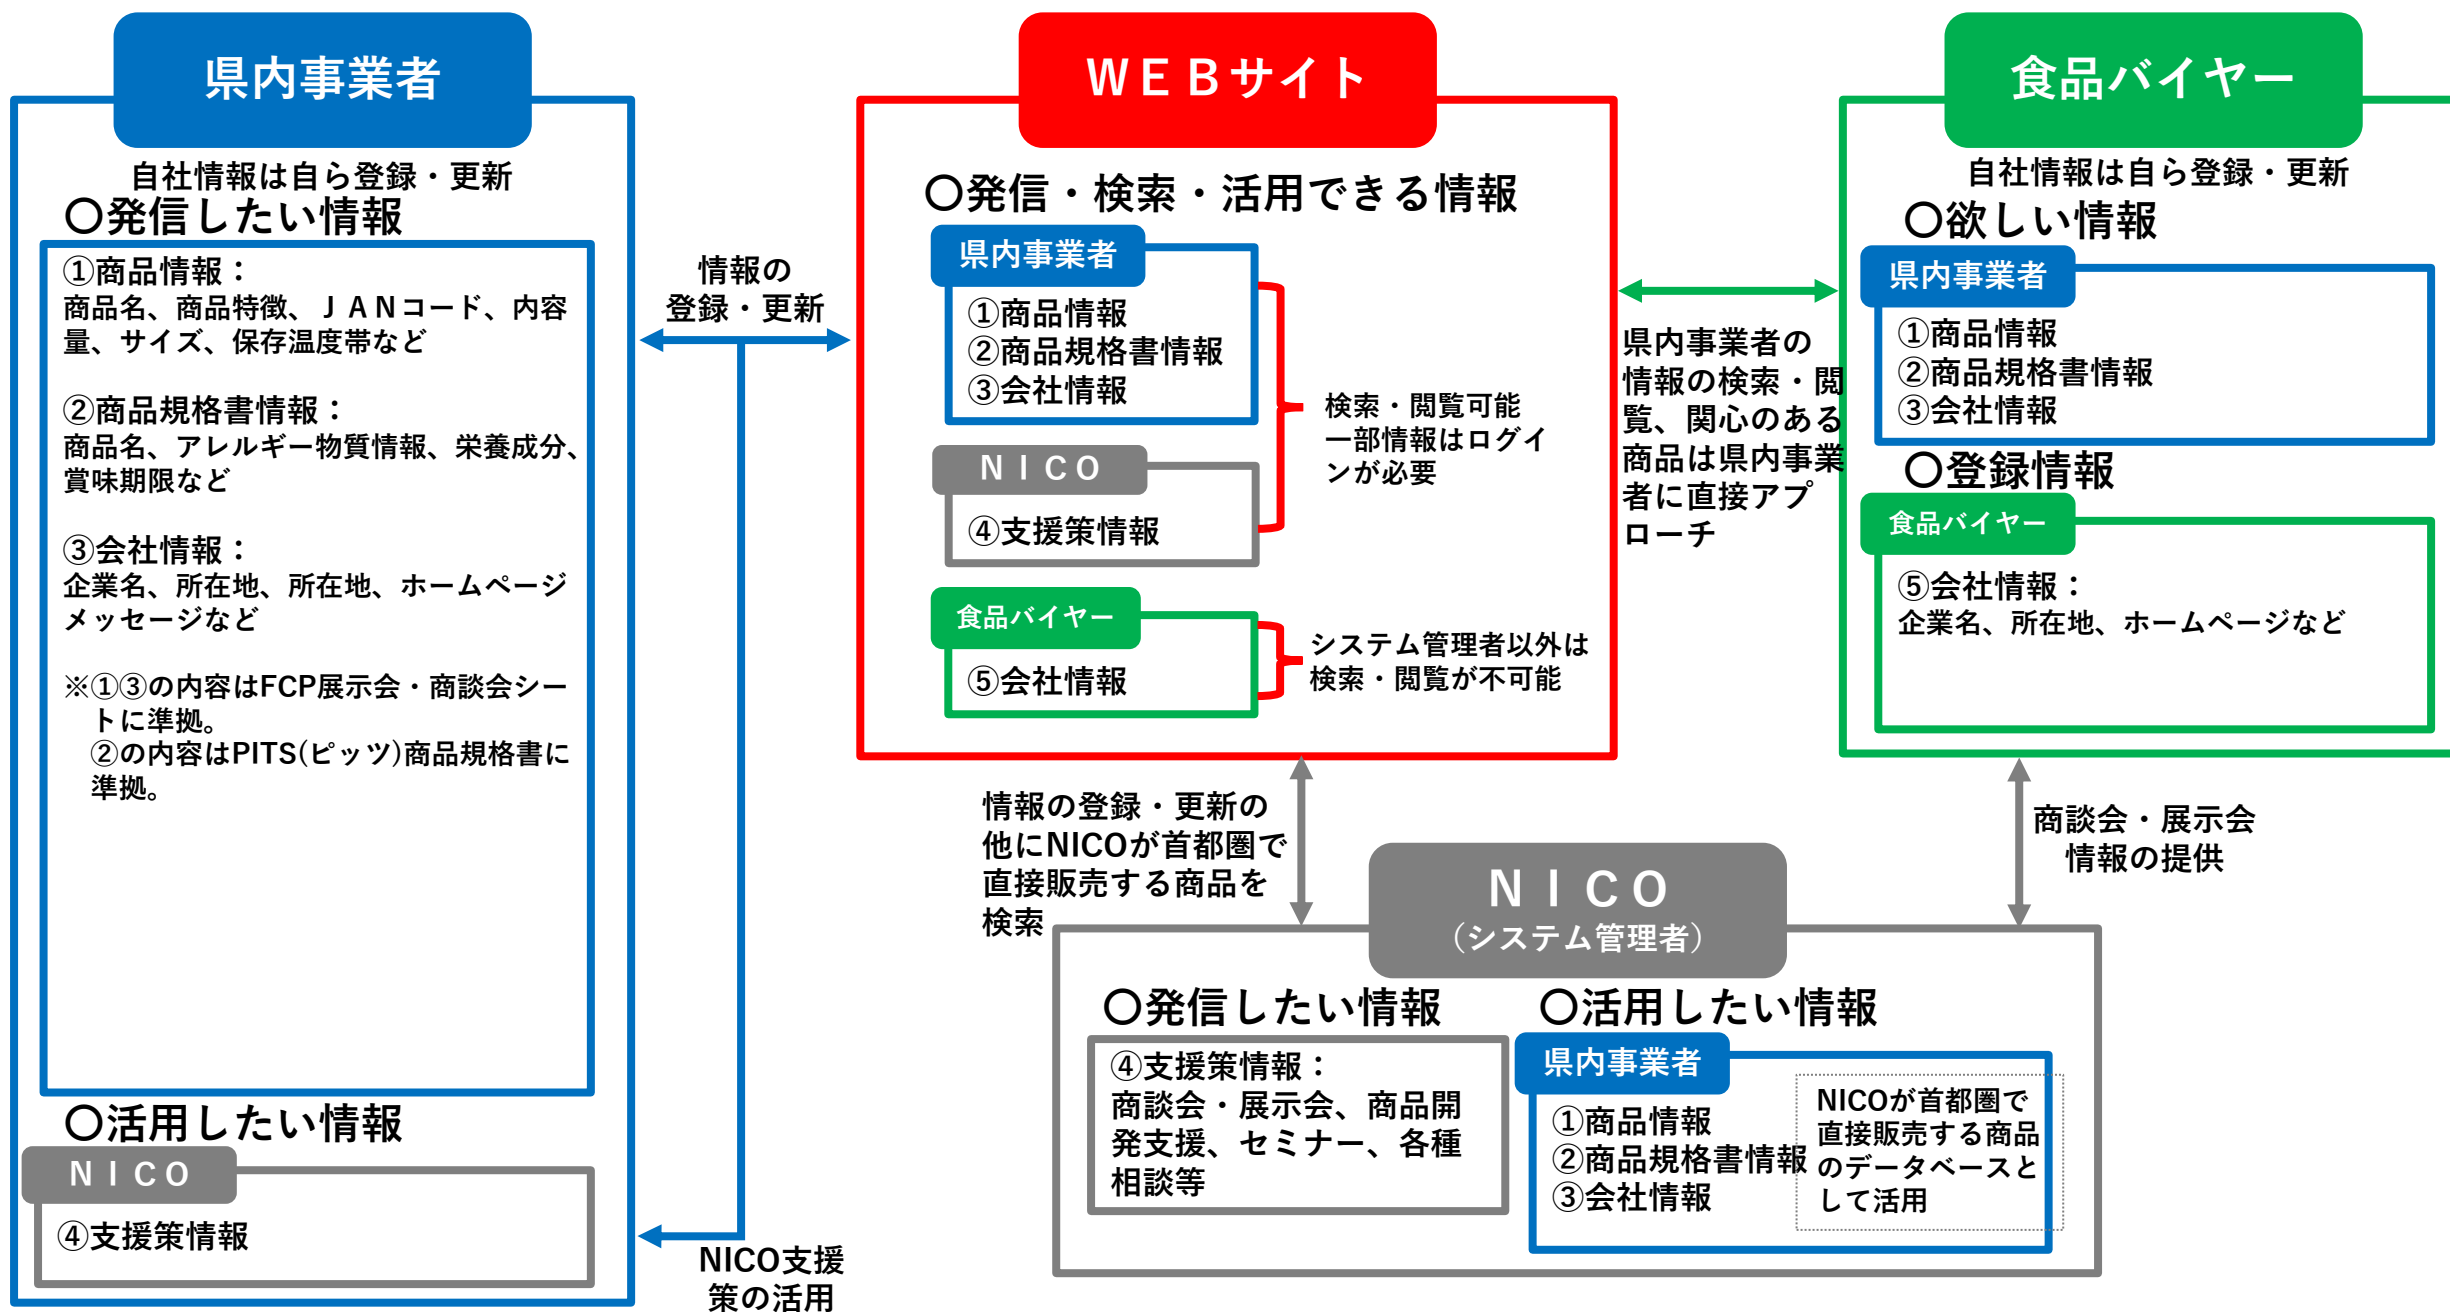 県内事業者
自社情報は自ら登録・更新
〇発信したい情報
①商品情報：
商品名、商品特徴、ＪＡＮコード、内容
量、サイズ、保存温度帯など
②商品規格書情報：
商品名、アレルギー物質情報、栄養成分、
賞味期限など
③会社情報：
企業名、所在地、所在地、ホームページ
メッセージなど
※①③の内容はFCP展示会・商談会シー
トに準拠。
②の内容はPITS(ピッツ)商品規格書に
準拠。
〇活用したい情報
ＮＩＣＯ
④支援策情報
情報の
登録・更新
NICO支援
策の活用
ＷＥＢサイト
〇発信・検索・活用できる情報
県内事業者
①商品情報
②商品規格書情報
③会社情報
ＮＩＣＯ
④支援策情報
検索・閲覧可能
一部情報はログイ
ンが必要
食品バイヤー
⑤会社情報
システム管理者以外は
検索・閲覧が不可能
県内事業者の
情報の検索・閲
覧、関心のある
商品は県内事業
者に直接アプ
ローチ
食品バイヤー
自社情報は自ら登録・更新
〇欲しい情報
県内事業者
①商品情報
②商品規格書情報
③会社情報
〇登録情報
食品バイヤー
⑤会社情報：
企業名、所在地、ホームページなど
情報の登録・更新の
他にNICOが首都圏で
直接販売する商品を
検索
商談会・展示会
情報の提供
ＮＩＣＯ
（システム管理者）
〇発信したい情報
④支援策情報：
商談会・展示会、商品開
発支援、セミナー、各種
相談等
〇活用したい情報
県内事業者
①商品情報
②商品規格書情報
③会社情報
NICOが首都圏で
直接販売する商品
のデータベースと
して活用